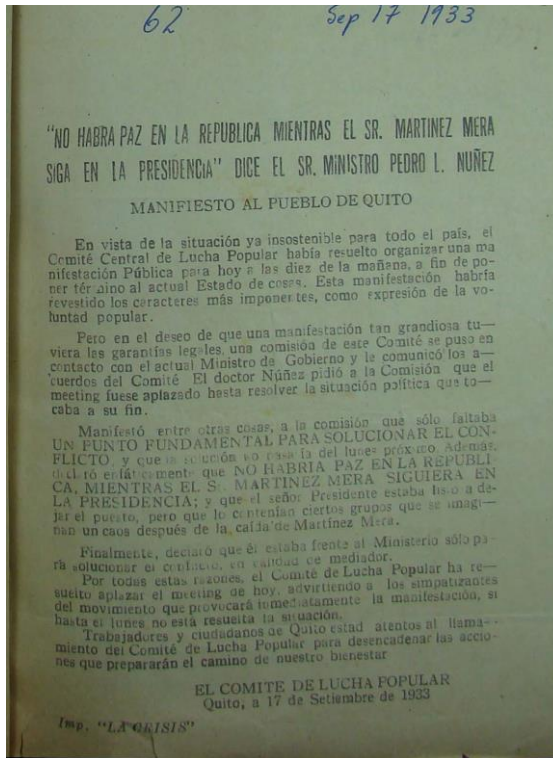 62 Sep 17 1933
"NO HABRA PAZ EN LA REPUBLICA MIENTRAS EL SR. MARTINEZ MERA
SIGA EN LA PRESIDENCIA" DICE EL SR. MINISTRO PEDRO L. NUÑEZ
MANIFIESTO AL PUEBLO DE QUITO
En vista de la situación ya insostenible para todo el país, el
Comité Central de Lucha Popular había resuelto organizar una ma
nifestación Pública para hoy a las diez de la mañana, a fin de po-
ner término al actual Estado de cosas. Esta manifestación habría
revestido los caracteres más imponentes, como expresión de la vo-
luntad popular.
Pero en el deseo de que una manifestación tan grandiosa tu-
viera las garantías legales, una comisión de este Comité se puso en
contacto con el actual Ministro de Gobierno y le comunicó los a-
cuerdos del Comité El doctor Núñez pidió a la Comisión que el
meeting fuese aplazado hasta resolver la situación política que to-
caba a su fin.
Manifestó entre otras cosas, a la comisión que sólo faltaba
UN PUNTO FUNDAMENTAL PARA SOLUCIONAR EL CON-
FLICTO, y que la solución no pasa la del lunes próximo. Además,
declaró enfáticamente que NO HABRIA PAZ EN LA REPUBLI
CA, MIENTRAS EL Sr. MARTINEZ MERA SIGUIERA EN
LA PRESIDENCIA; y que el señor Presidente estaba listo a de-
jar el puesto, pero que lo contenían ciertos grupos que se imagi-
nan un caos después de la caída de Martínez Mera.
Finalmente, declaró que él estaba frente al Ministerio sólo pa-
ra solucionar el conflicto, en calidad de mediador.
Por todas estas razones, el Comité de Lucha Popular ha re-
suelto aplazar el meeting de hoy, advirtiendo a los simpatizantes
del movimiento que provocará inmediatamente la manifestación, si
hasta el lunes no está resuelta la situación.
Trabajadores y ciudadanos de Quito estad atentos al llama-
miento del Comité de Lucha Popular para desencadenar las accio-
nes que prepararán el camino de nuestro bienestar
EL COMITE DE LUCHA POPULAR
Quito, a 17 de Setiembre de 1933
Imp. "LA CRISIS"